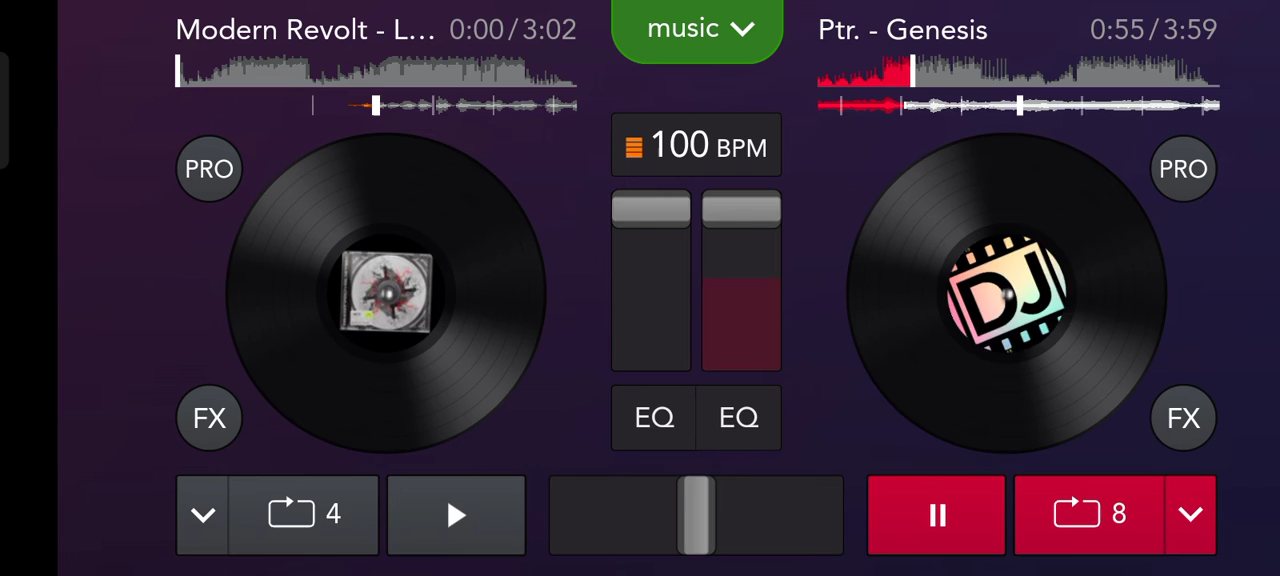 Modern Revolt - L... 0:00/3:02
music
Ptr. - Genesis 0:55/3:59
PRO
100 BPM
PRO
DJ
FX
EQ EQ
FX
4
8